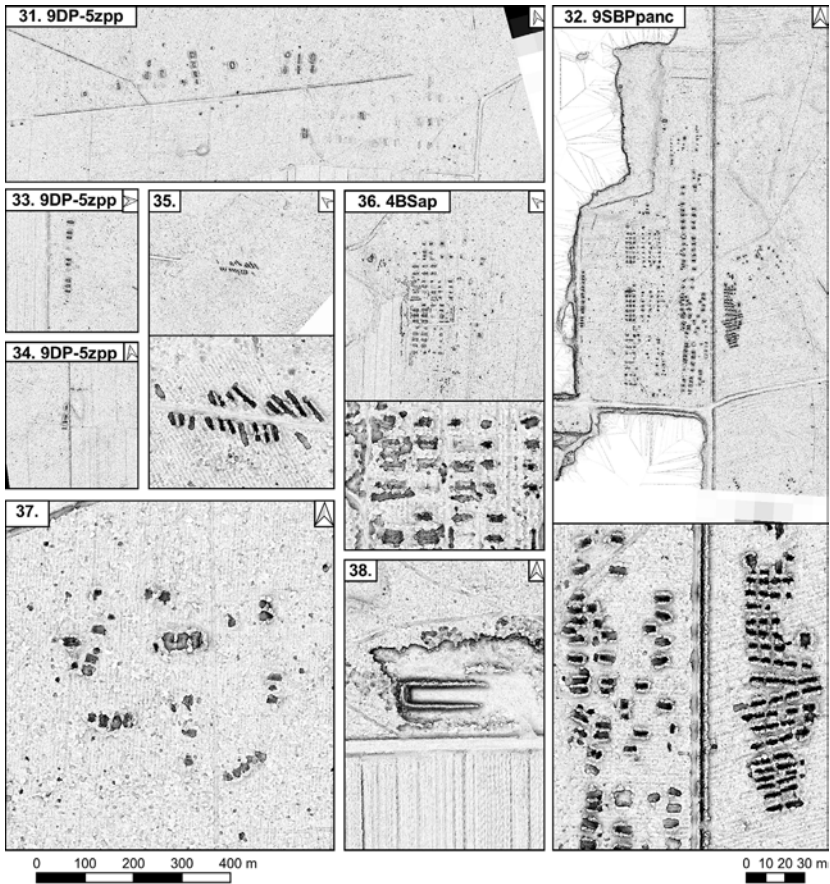 31. 9DP-5zpp
32. 9SBPpanc
33. 9DP-5zpp
35.
36. 4BSap
34. 9DP-5zpp
37.
38.
0 100 200 300 400 m
0 10 20 30 m